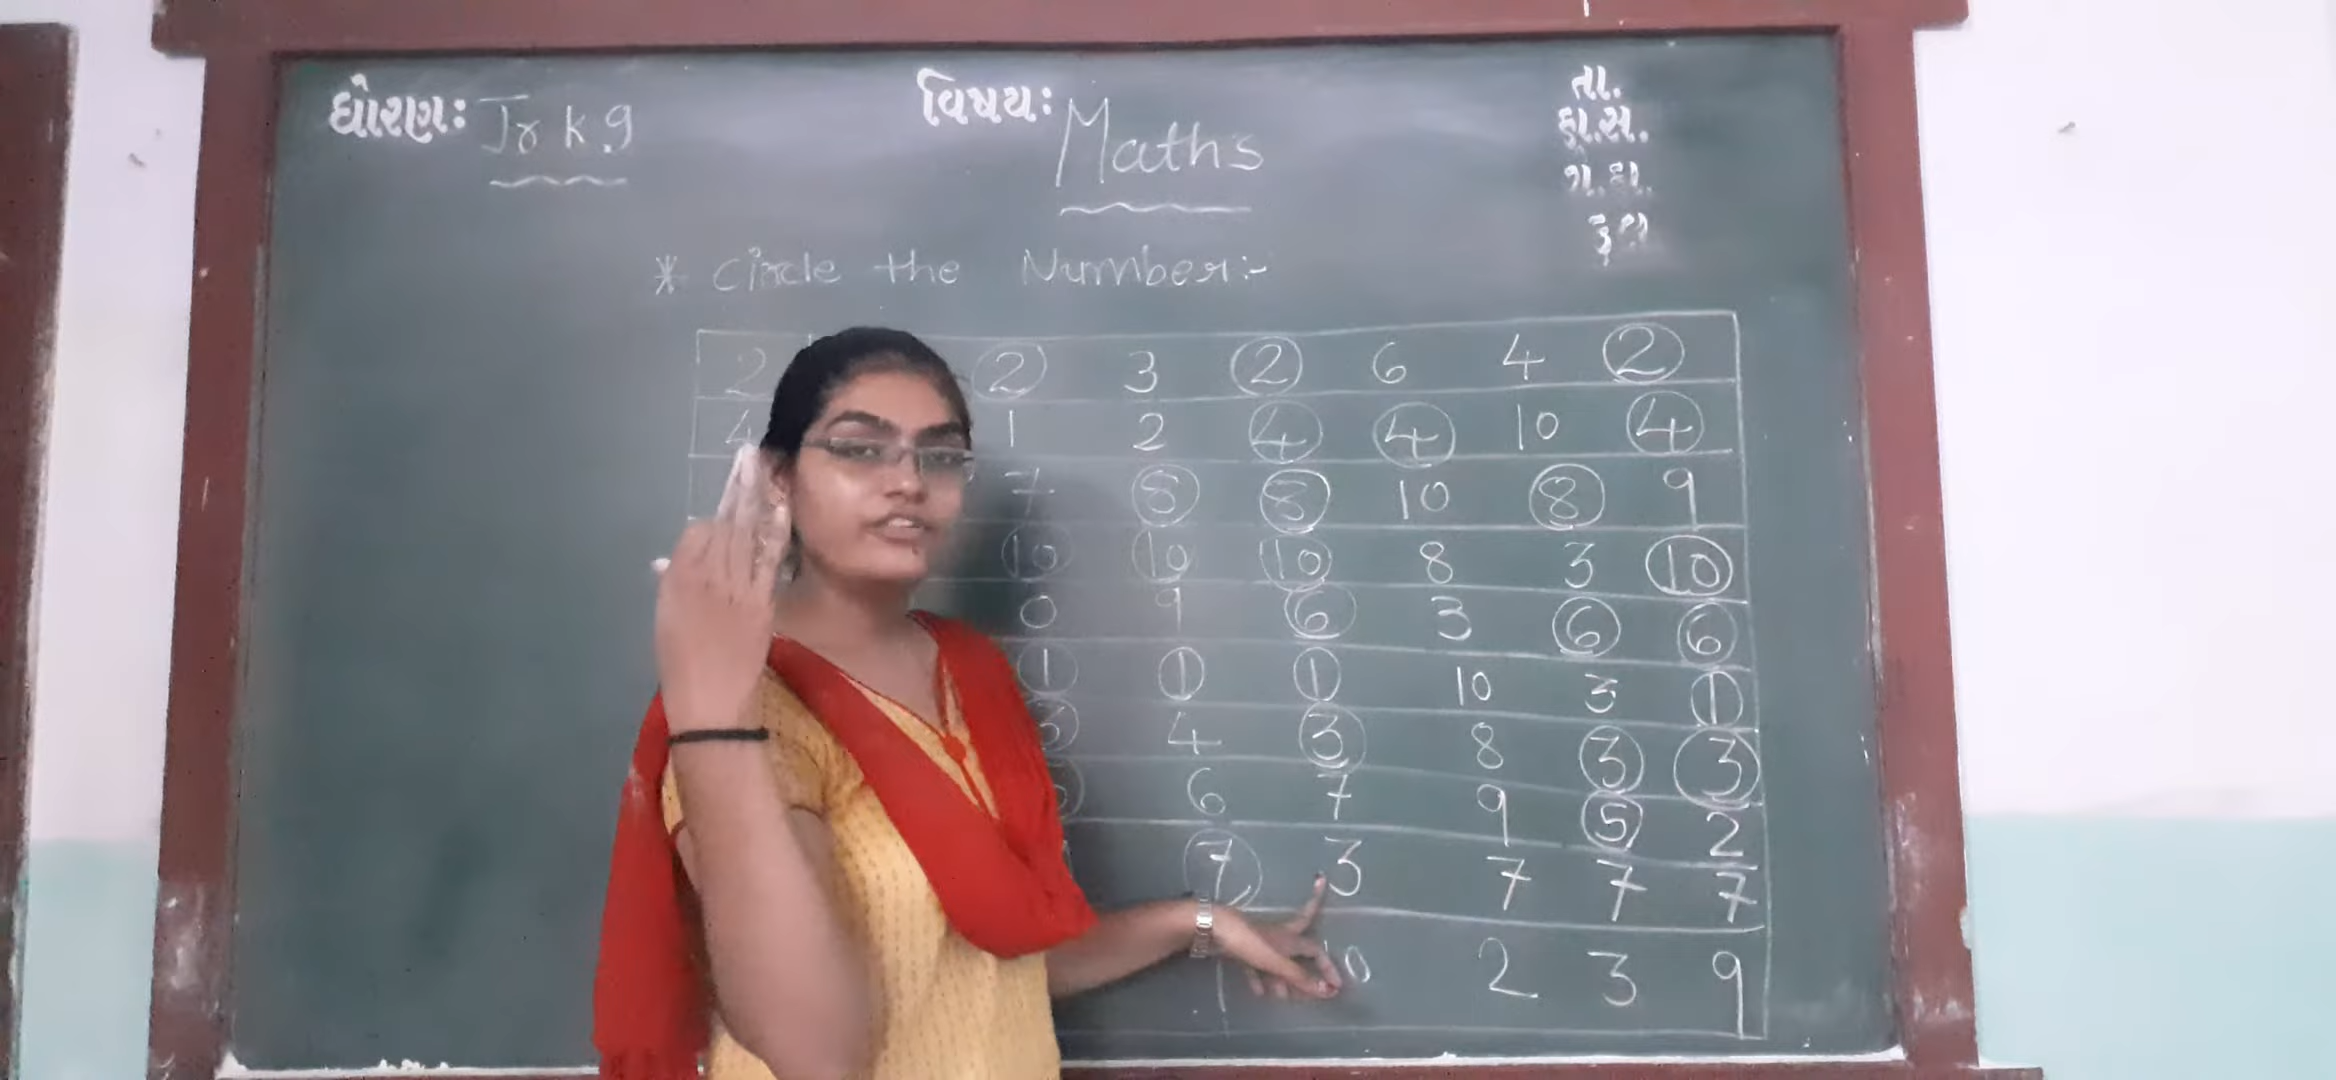 ધોરણ: Jr k.g વિષય: Maths તા.
હા.સ.
ગે.હા.
કુલ
* Circle the Number:-
2 2 3 2 6 4 2
4 1 2 4 4 10 4
7 8 8 10 8 9
10 10 10 8 3 10
0 9 6 3 6 6
1 1 1 10 3 1
3 4 3 8 3 3
6 7 9 5 2
7 3 7 7 7
2 3 9